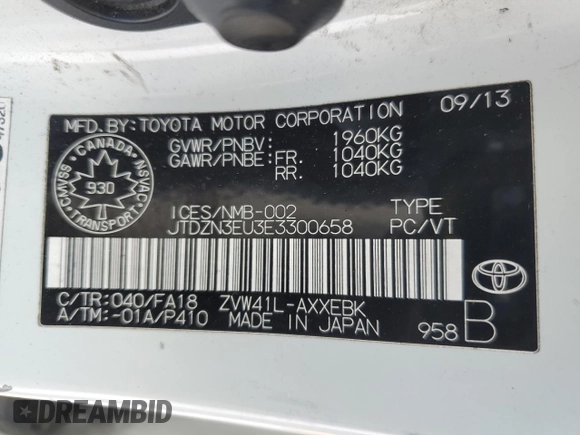 MFD. BY: TOYOTA MOTOR CORPORATION 09/13
GVWR/PNBV: 1960KG
GAWR/PNBE: FR. 1040KG
RR. 1040KG
CANADA
CMVSS NSVAC
930
TRANSPORT
ICES/NMB-002 TYPE
JTDZN3EU3E3300658 PC/VT
C/TR: 040/FA18 ZVW41L-AXXEBK
A/TM: -01A/P410 MADE IN JAPAN
958 B
TOYOTA
DREAMBID